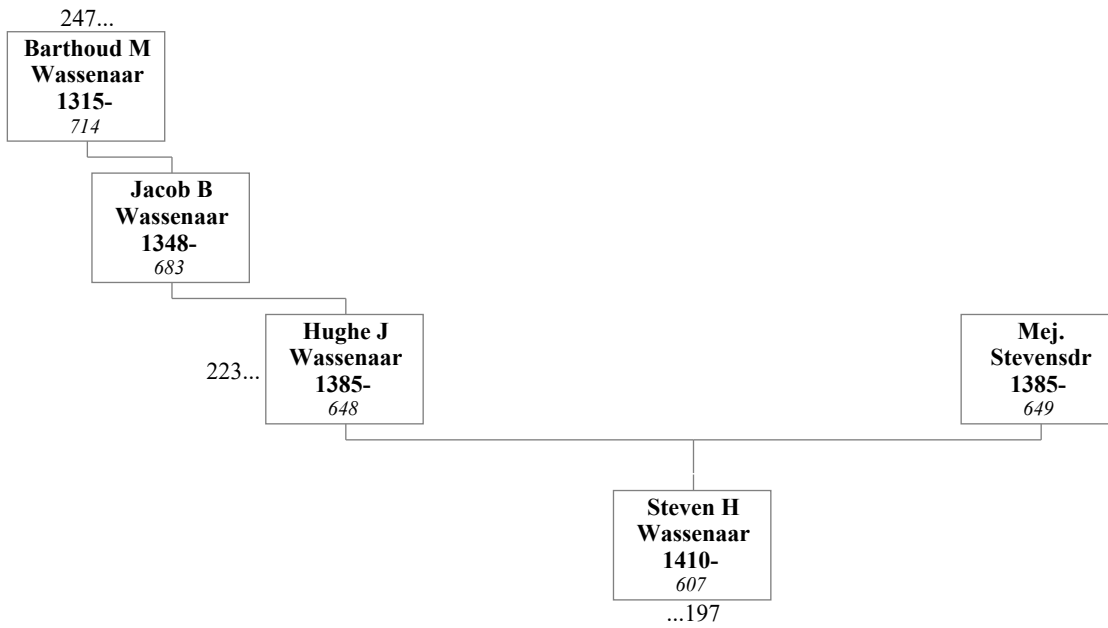 247...
Barthoud M
Wassenaar
1315-
714
Jacob B
Wassenaar
1348-
683
223...
Hughe J
Wassenaar
1385-
648
Mej.
Stevensdr
1385-
649
Steven H
Wassenaar
1410-
607
...197